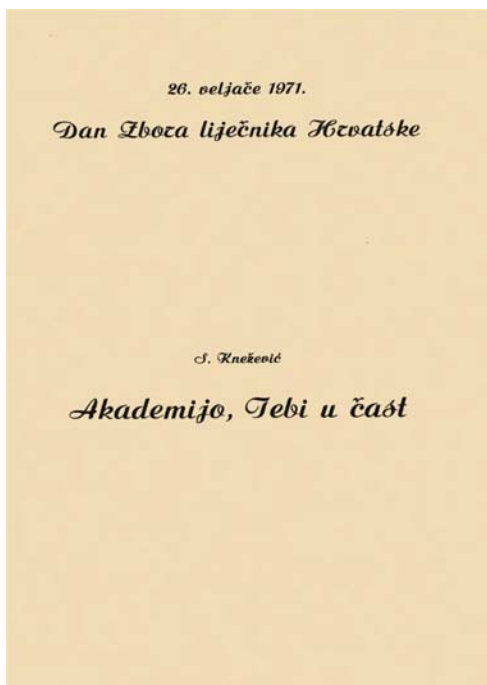 26. veljače 1971.
Dan Zbora liječnika Hrvatske
S. Knežević
Akademijo, Tebi u čast